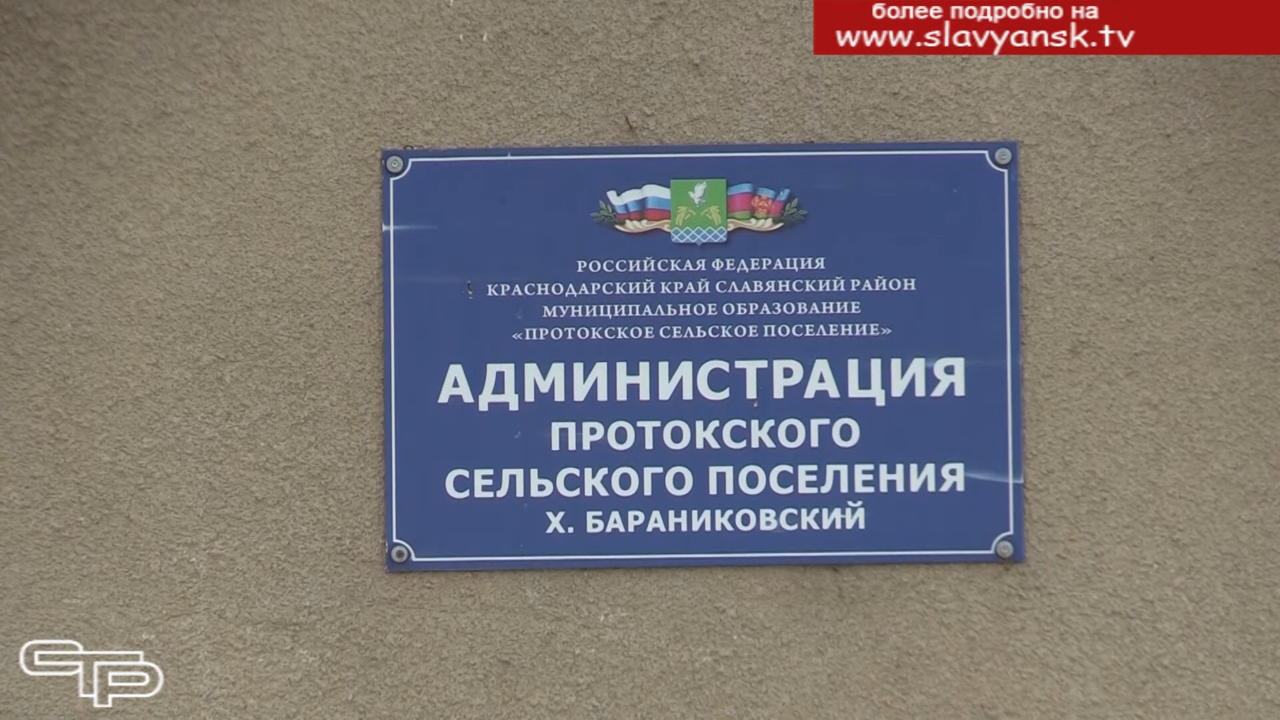 более подробно на
www.slavyansk.tv
РОССИЙСКАЯ ФЕДЕРАЦИЯ
КРАСНОДАРСКИЙ КРАЙ СЛАВЯНСКИЙ РАЙОН
МУНИЦИПАЛЬНОЕ ОБРАЗОВАНИЕ
«ПРОТОКСКОЕ СЕЛЬСКОЕ ПОСЕЛЕНИЕ»
АДМИНИСТРАЦИЯ
ПРОТОКСКОГО
СЕЛЬСКОГО ПОСЕЛЕНИЯ
Х. БАРАНИКОВСКИЙ
СТР